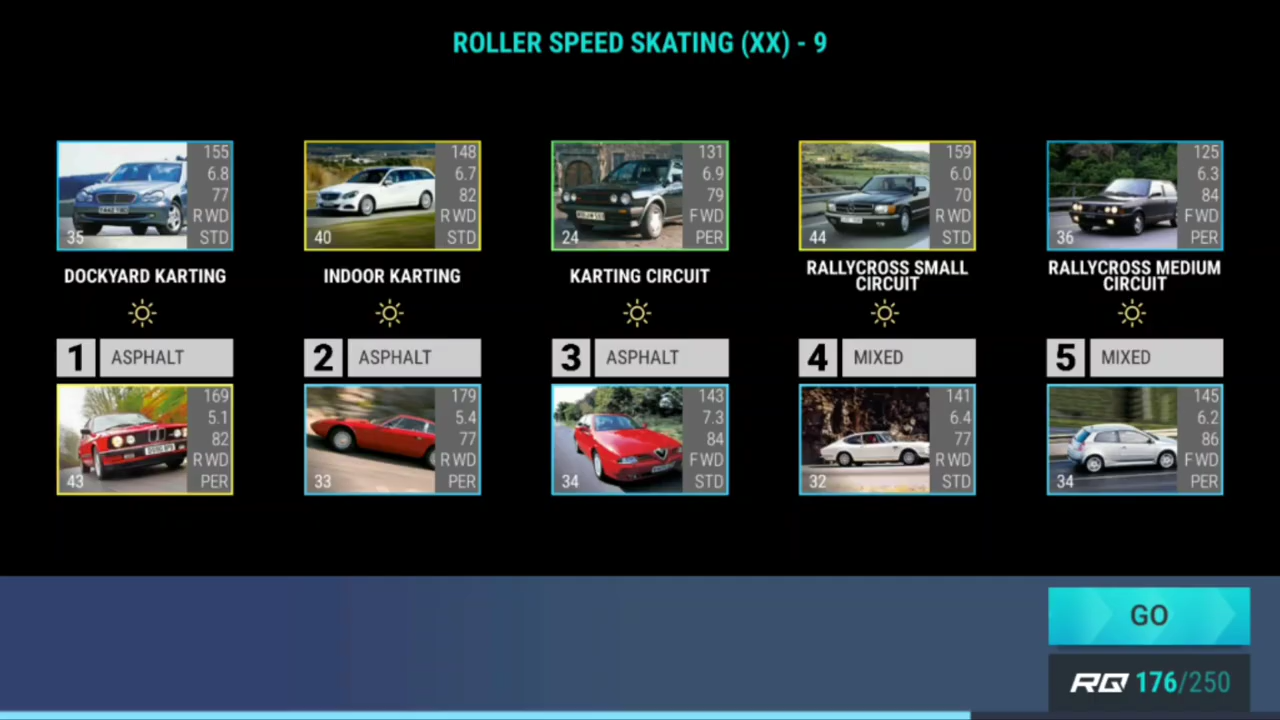 ROLLER SPEED SKATING (XX) - 9
155
6.8
77
RWD
STD
35
148
6.7
82
RWD
STD
40
131
6.9
79
FWD
PER
24
159
6.0
70
RWD
STD
44
125
6.3
84
FWD
PER
36
DOCKYARD KARTING
INDOOR KARTING
KARTING CIRCUIT
RALLYCROSS SMALL
CIRCUIT
RALLYCROSS MEDIUM
CIRCUIT
1 ASPHALT
2 ASPHALT
3 ASPHALT
4 MIXED
5 MIXED
169
5.1
82
RWD
PER
43
179
5.4
77
RWD
PER
33
143
7.3
84
FWD
STD
34
141
6.4
77
RWD
STD
32
145
6.2
86
FWD
PER
34
GO
RQ 176/250